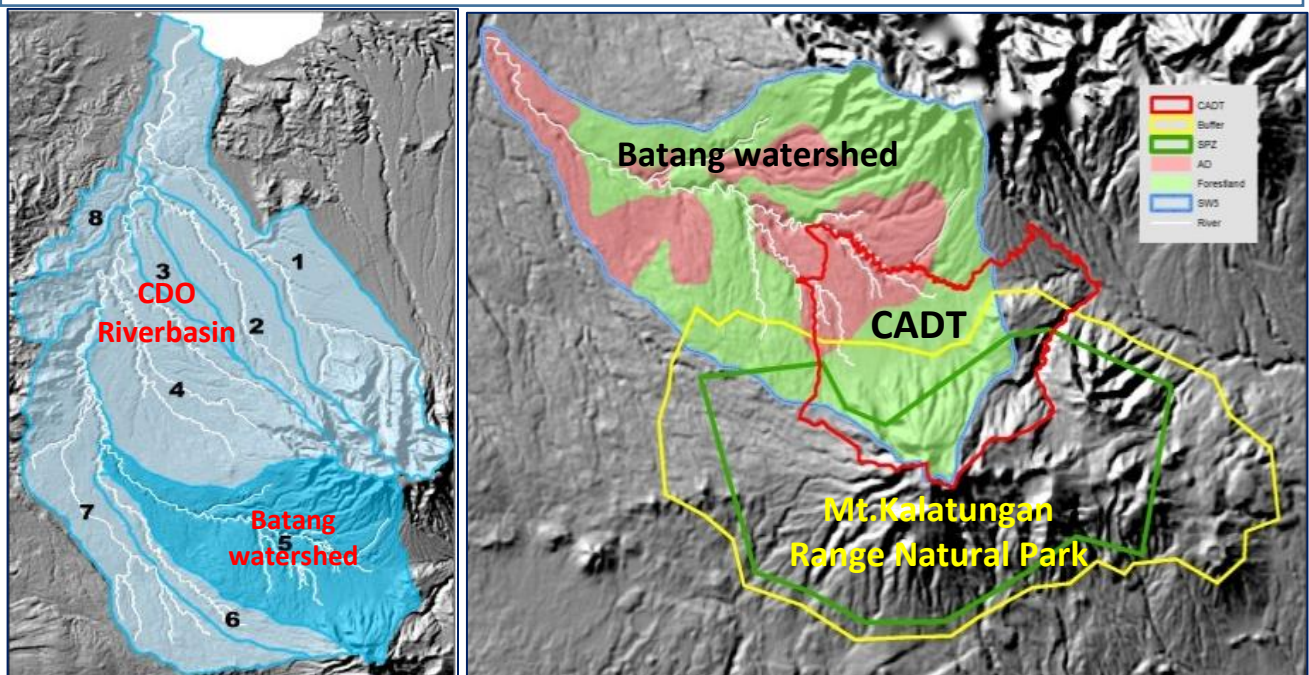 8
1
3
CDO
Riverbasin
2
4
7
Batang
5
watershed
6
Batang watershed
CADT
Mt.Kalatungan
Range Natural Park
CADT
Buffer
SPZ
AD
Forestland
SW5
River